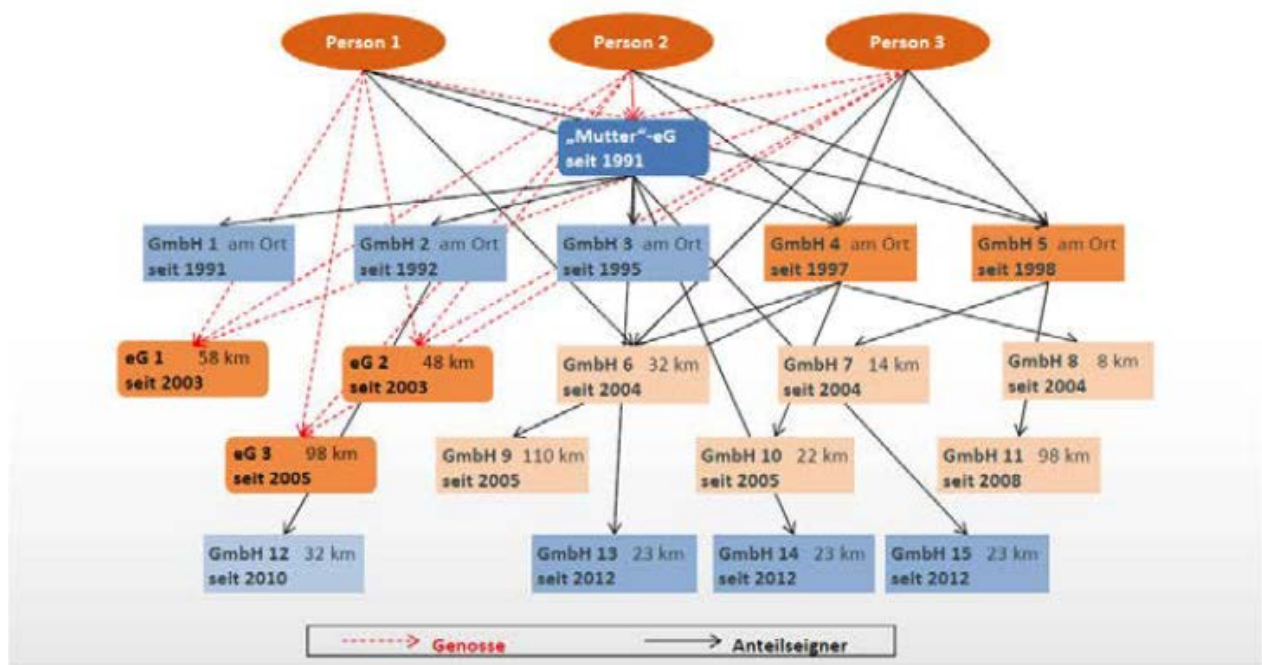 Person 1
Person 2
Person 3
„Mutter“-eG
seit 1991
GmbH 1 am Ort
seit 1991
GmbH 2 am Ort
seit 1992
GmbH 3 am Ort
seit 1995
GmbH 4 am Ort
seit 1997
GmbH 5 am Ort
seit 1998
eG 1 58 km
seit 2003
eG 2 48 km
seit 2003
GmbH 6 32 km
seit 2004
GmbH 7 14 km
seit 2004
GmbH 8 8 km
seit 2004
eG 3 98 km
seit 2005
GmbH 9 110 km
seit 2005
GmbH 10 22 km
seit 2005
GmbH 11 98 km
seit 2008
GmbH 12 32 km
seit 2010
GmbH 13 23 km
seit 2012
GmbH 14 23 km
seit 2012
GmbH 15 23 km
seit 2012
Genosse
Anteilseigner